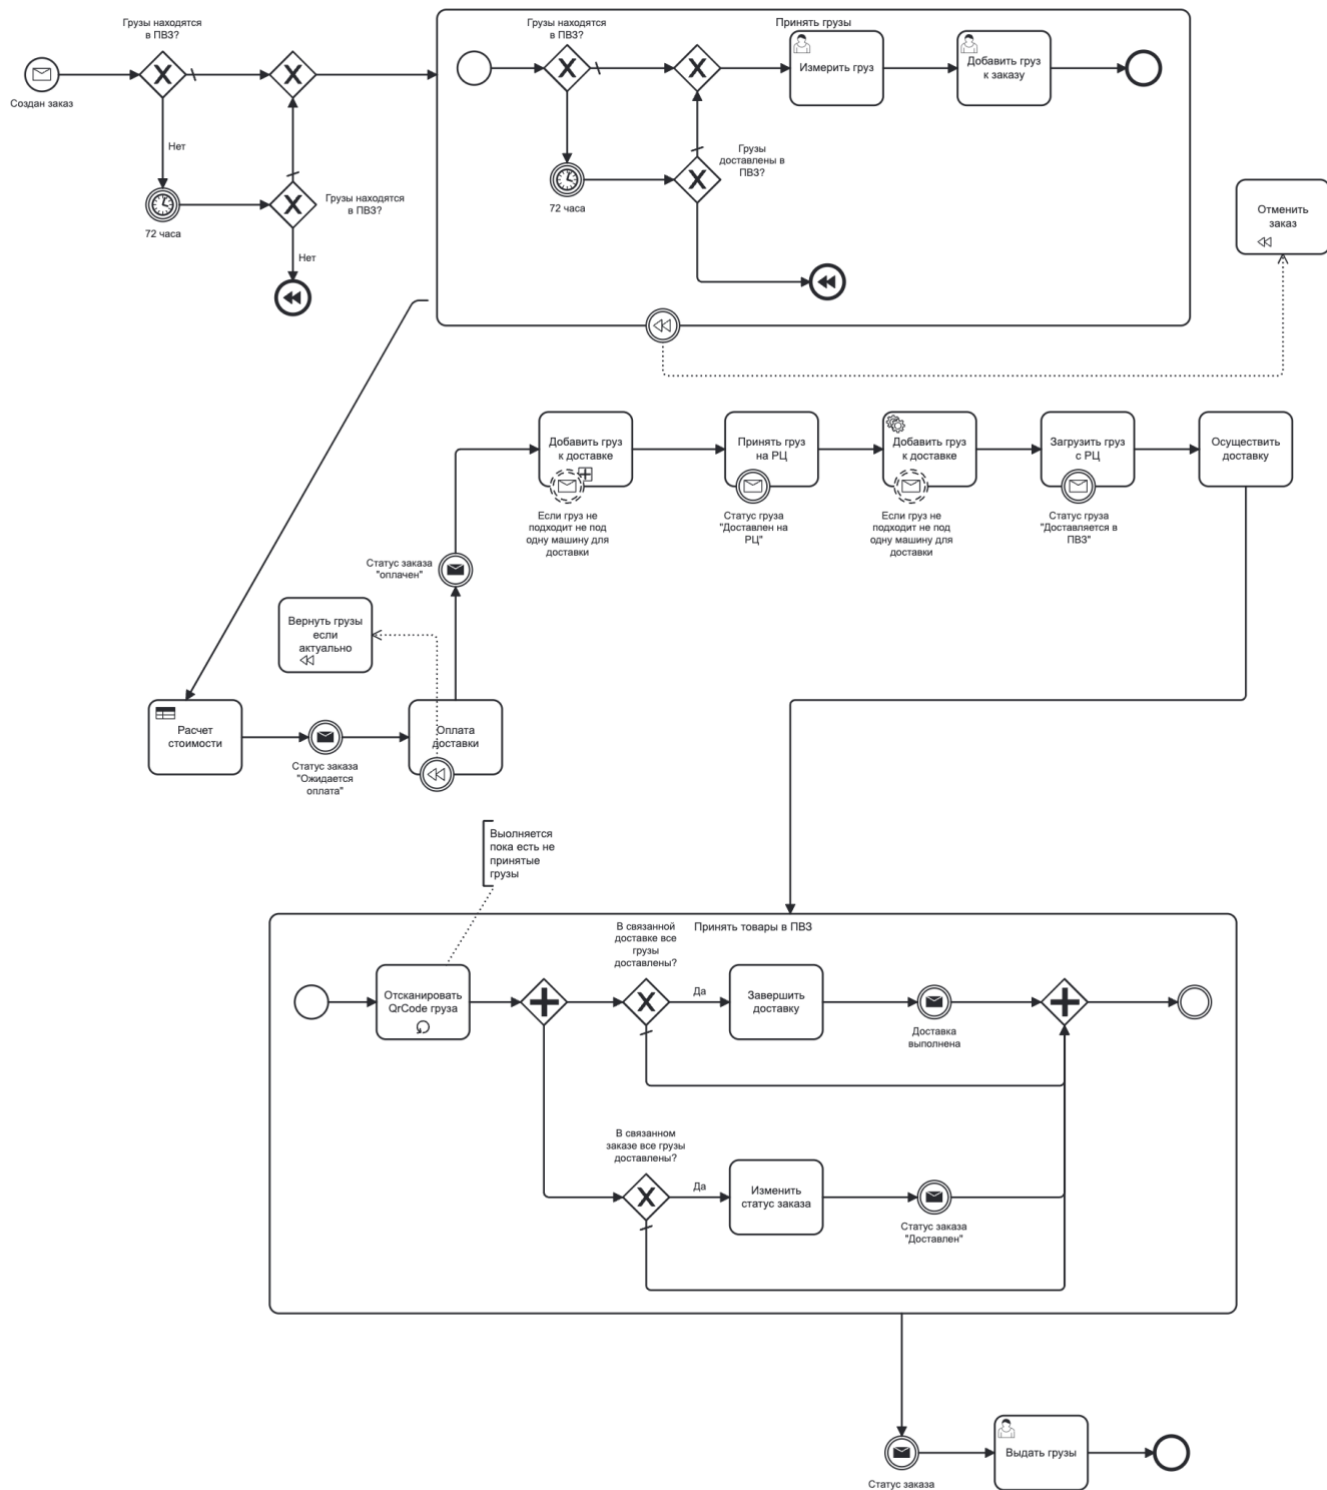 Грузы находятся
в ПВЗ?
Создан заказ
Нет
72 часа
Грузы находятся
в ПВЗ?
Нет
Принять грузы
Грузы находятся
в ПВЗ?
Измерить груз
Добавить груз
к заказу
Грузы
доставлены в
ПВЗ?
72 часа
Отменить
заказ
Добавить груз
к доставке
Если груз не
подходит не под
одну машину для
доставки
Принять груз
на РЦ
Статус груза
"Доставлен на
РЦ"
Добавить груз
к доставке
Если груз не
подходит не под
одну машину для
доставки
Загрузить груз
с РЦ
Статус груза
"Доставляется в
ПВЗ"
Осуществить
доставку
Статус заказа
"оплачен"
Вернуть грузы
если
актуально
Расчет
стоимости
Статус заказа
"Ожидается
оплата"
Оплата
доставки
Выолняется
пока есть не
принятые
грузы
Принять товары в ПВЗ
Отсканировать
QrCode груза
В связанной
доставке все
грузы
доставлены?
Да
Завершить
доставку
Доставка
выполнена
В связанном
заказе все грузы
доставлены?
Да
Изменить
статус заказа
Статус заказа
"Доставлен"
Статус заказа
Выдать грузы